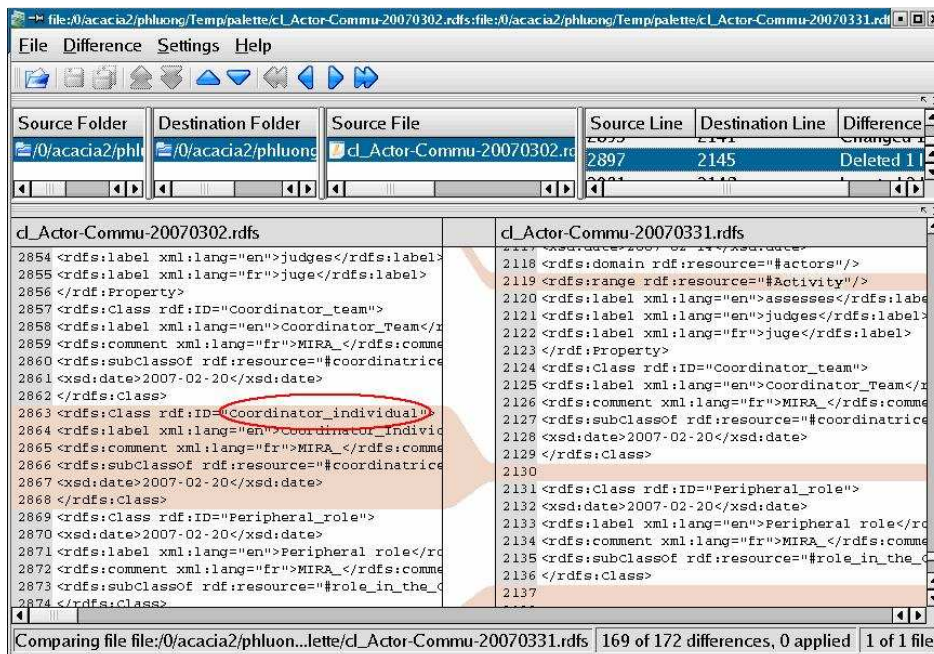 file:/0/acacia2/phluong/Temp/palette/cl_Actor-Commu-20070302.rdfs:file:/0/acacia2/phluong/Temp/palette/cl_Actor-Commu-20070331.rdf
File Difference Settings Help
Source Folder Destination Folder Source File Source Line Destination Line Difference
/0/acacia2/phl /0/acacia2/phluong cl_Actor-Commu-20070302.rd 2897 2145 Deleted 1 l
cl_Actor-Commu-20070302.rdfs
2854 <rdfs:label xml:lang="en">judges</rdfs:label>
2855 <rdfs:label xml:lang="fr">juge</rdfs:label>
2856 </rdf:Property>
2857 <rdfs:Class rdf:ID="Coordinator_team">
2858 <rdfs:label xml:lang="en">Coordinator_Team</r
2859 <rdfs:comment xml:lang="fr">MIRA_</rdfs:comme
2860 <rdfs:subClassOf rdf:resource="#coordinatrice
2861 <xsd:date>2007-02-20</xsd:date>
2862 </rdfs:Class>
2863 <rdfs:Class rdf:ID="Coordinator_individual">
2864 <rdfs:label xml:lang="en">Coordinator_Individ
2865 <rdfs:comment xml:lang="fr">MIRA_</rdfs:comme
2866 <rdfs:subClassOf rdf:resource="#coordinatrice
2867 <xsd:date>2007-02-20</xsd:date>
2868 </rdfs:Class>
2869 <rdfs:Class rdf:ID="Peripheral_role">
2870 <xsd:date>2007-02-20</xsd:date>
2871 <rdfs:label xml:lang="en">Peripheral role</rd
2872 <rdfs:comment xml:lang="fr">MIRA_</rdfs:comme
2873 <rdfs:subClassOf rdf:resource="#role_in_the_C
2874 </rdfs:Class>
cl_Actor-Commu-20070331.rdfs
2117 <xsd:date>2007-02-14</xsd:date>
2118 <rdfs:domain rdf:resource="#actors"/>
2119 <rdfs:range rdf:resource="#Activity"/>
2120 <rdfs:label xml:lang="en">assesses</rdfs:labe
2121 <rdfs:label xml:lang="en">judges</rdfs:label>
2122 <rdfs:label xml:lang="fr">juge</rdfs:label>
2123 </rdf:Property>
2124 <rdfs:Class rdf:ID="Coordinator_team">
2125 <rdfs:label xml:lang="en">Coordinator_Team</r
2126 <rdfs:comment xml:lang="fr">MIRA_</rdfs:comme
2127 <rdfs:subClassOf rdf:resource="#coordinatrice
2128 <xsd:date>2007-02-20</xsd:date>
2129 </rdfs:Class>
2130
2131 <rdfs:Class rdf:ID="Peripheral_role">
2132 <xsd:date>2007-02-20</xsd:date>
2133 <rdfs:label xml:lang="en">Peripheral role</rd
2134 <rdfs:comment xml:lang="fr">MIRA_</rdfs:comme
2135 <rdfs:subClassOf rdf:resource="#role_in_the_C
2136 </rdfs:Class>
2137
Comparing file file:/0/acacia2/phluon...lette/cl_Actor-Commu-20070331.rdfs 169 of 172 differences, 0 applied 1 of 1 file